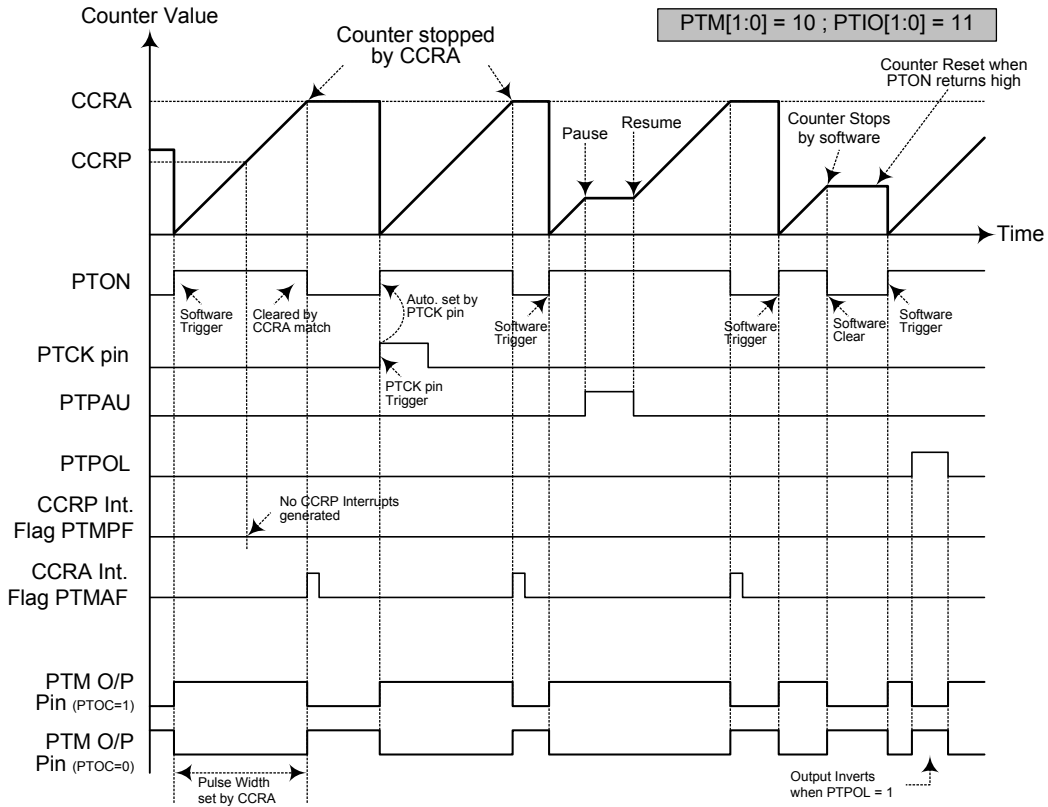 Counter Value
PTM[1:0] = 10 ; PTIO[1:0] = 11
Counter stopped
by CCRA
Counter Reset when
PTON returns high
CCRA
Counter Stops
by software
Pause
Resume
CCRP
Time
PTON
Software
Trigger
Cleared by
CCRA match
Auto. set by
PTCK pin
Software
Trigger
Software
Trigger
Software
Clear
Software
Trigger
PTCK pin
PTCK pin
Trigger
PTPAU
PTPOL
CCRP Int.
Flag PTMPF
No CCRP Interrupts
generated
CCRA Int.
Flag PTMAF
PTM O/P
Pin (PTOC=1)
PTM O/P
Pin (PTOC=0)
Pulse Width
set by CCRA
Output Inverts
when PTPOL = 1